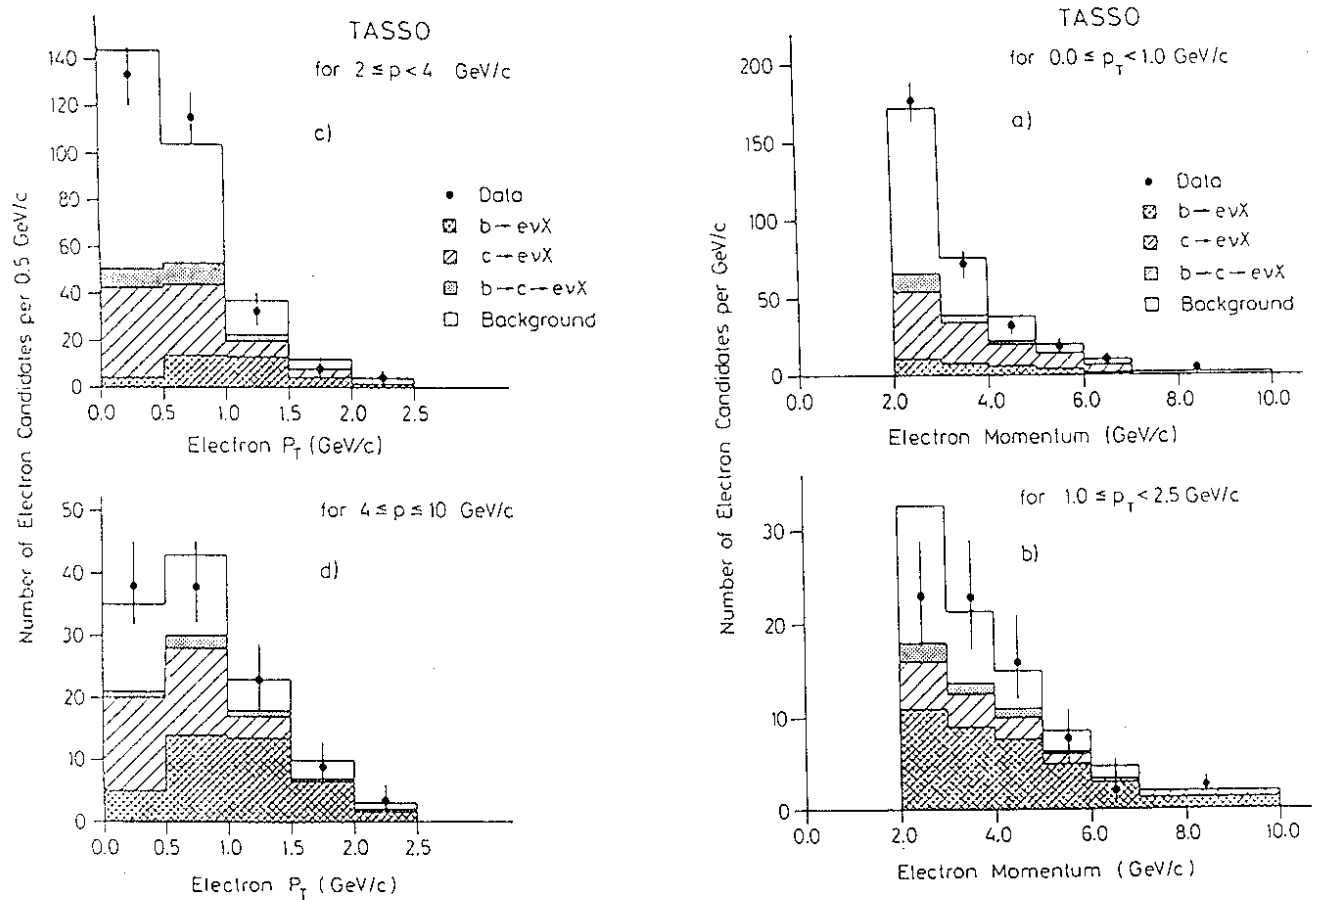 TASSO
for 2 ≤ p < 4 GeV/c
c)
140
120
100
80
60
40
20
0
Data
b→eνX
c→eνX
b→c→eνX
Background
0.0 0.5 1.0 1.5 2.0 2.5
Electron P_T (GeV/c)
Number of Electron Candidates per 0.5 GeV/c
for 4 ≤ p ≤ 10 GeV/c
d)
50
40
30
20
10
0
0.0 0.5 1.0 1.5 2.0 2.5
Electron P_T (GeV/c)
TASSO
for 0.0 ≤ p_T < 1.0 GeV/c
a)
200
150
100
50
0
Data
b→eνX
c→eνX
b→c→eνX
Background
0.0 2.0 4.0 6.0 8.0 10.0
Electron Momentum (GeV/c)
Number of Electron Candidates per GeV/c
for 1.0 ≤ p_T < 2.5 GeV/c
b)
30
20
10
0
0.0 2.0 4.0 6.0 8.0 10.0
Electron Momentum (GeV/c)